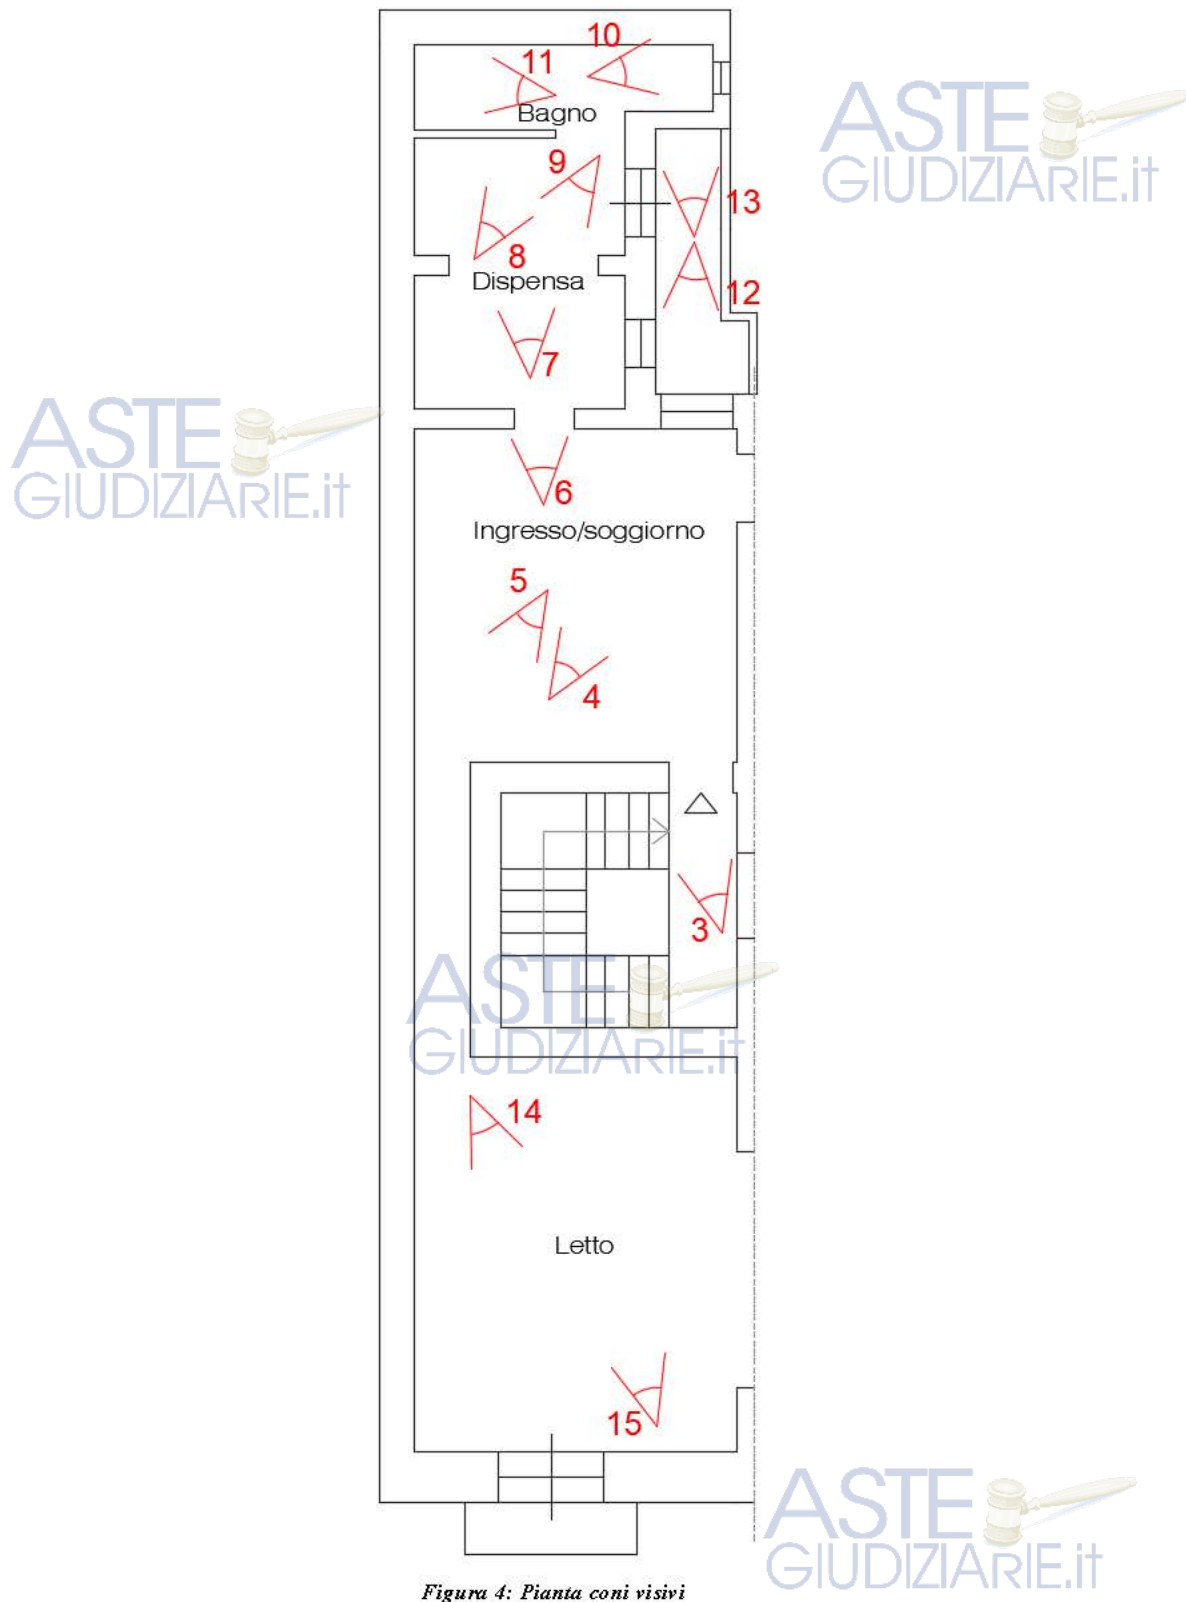 10
11
Bagno
ASTE
GIUDIZIARIE.it
9
13
8
Dispensa
12
7
ASTE
GIUDIZIARIE.it
6
Ingresso/soggiorno
5
4
3
ASTE
GIUDIZIARIE.it
14
Letto
15
ASTE
GIUDIZIARIE.it
Figura 4: Pianta coni visivi